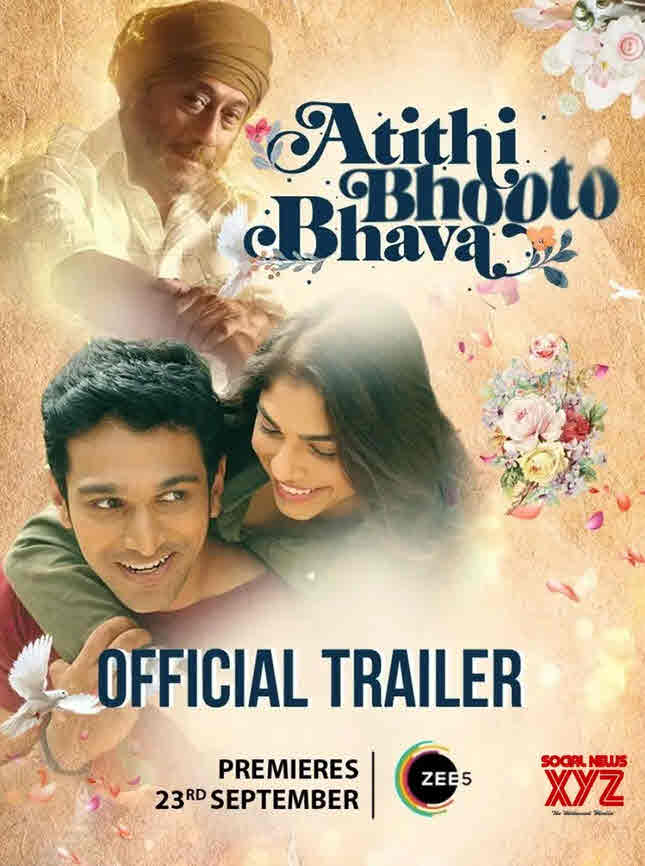 Atithi
Bhooto
Bhava
OFFICIAL TRAILER
PREMIERES
23RD SEPTEMBER
ZEE5
SOCIAL NEWS
XYZ